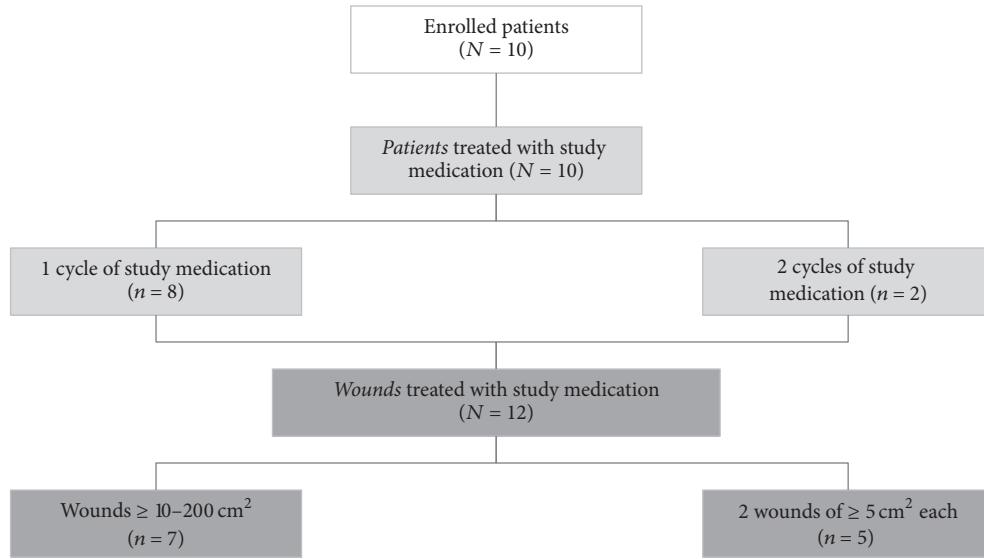 Enrolled patients
(N = 10)
Patients treated with study
medication (N = 10)
1 cycle of study medication
(n = 8)
2 cycles of study
medication (n = 2)
Wounds treated with study medication
(N = 12)
Wounds ≥ 10–200 cm²
(n = 7)
2 wounds of ≥ 5 cm² each
(n = 5)